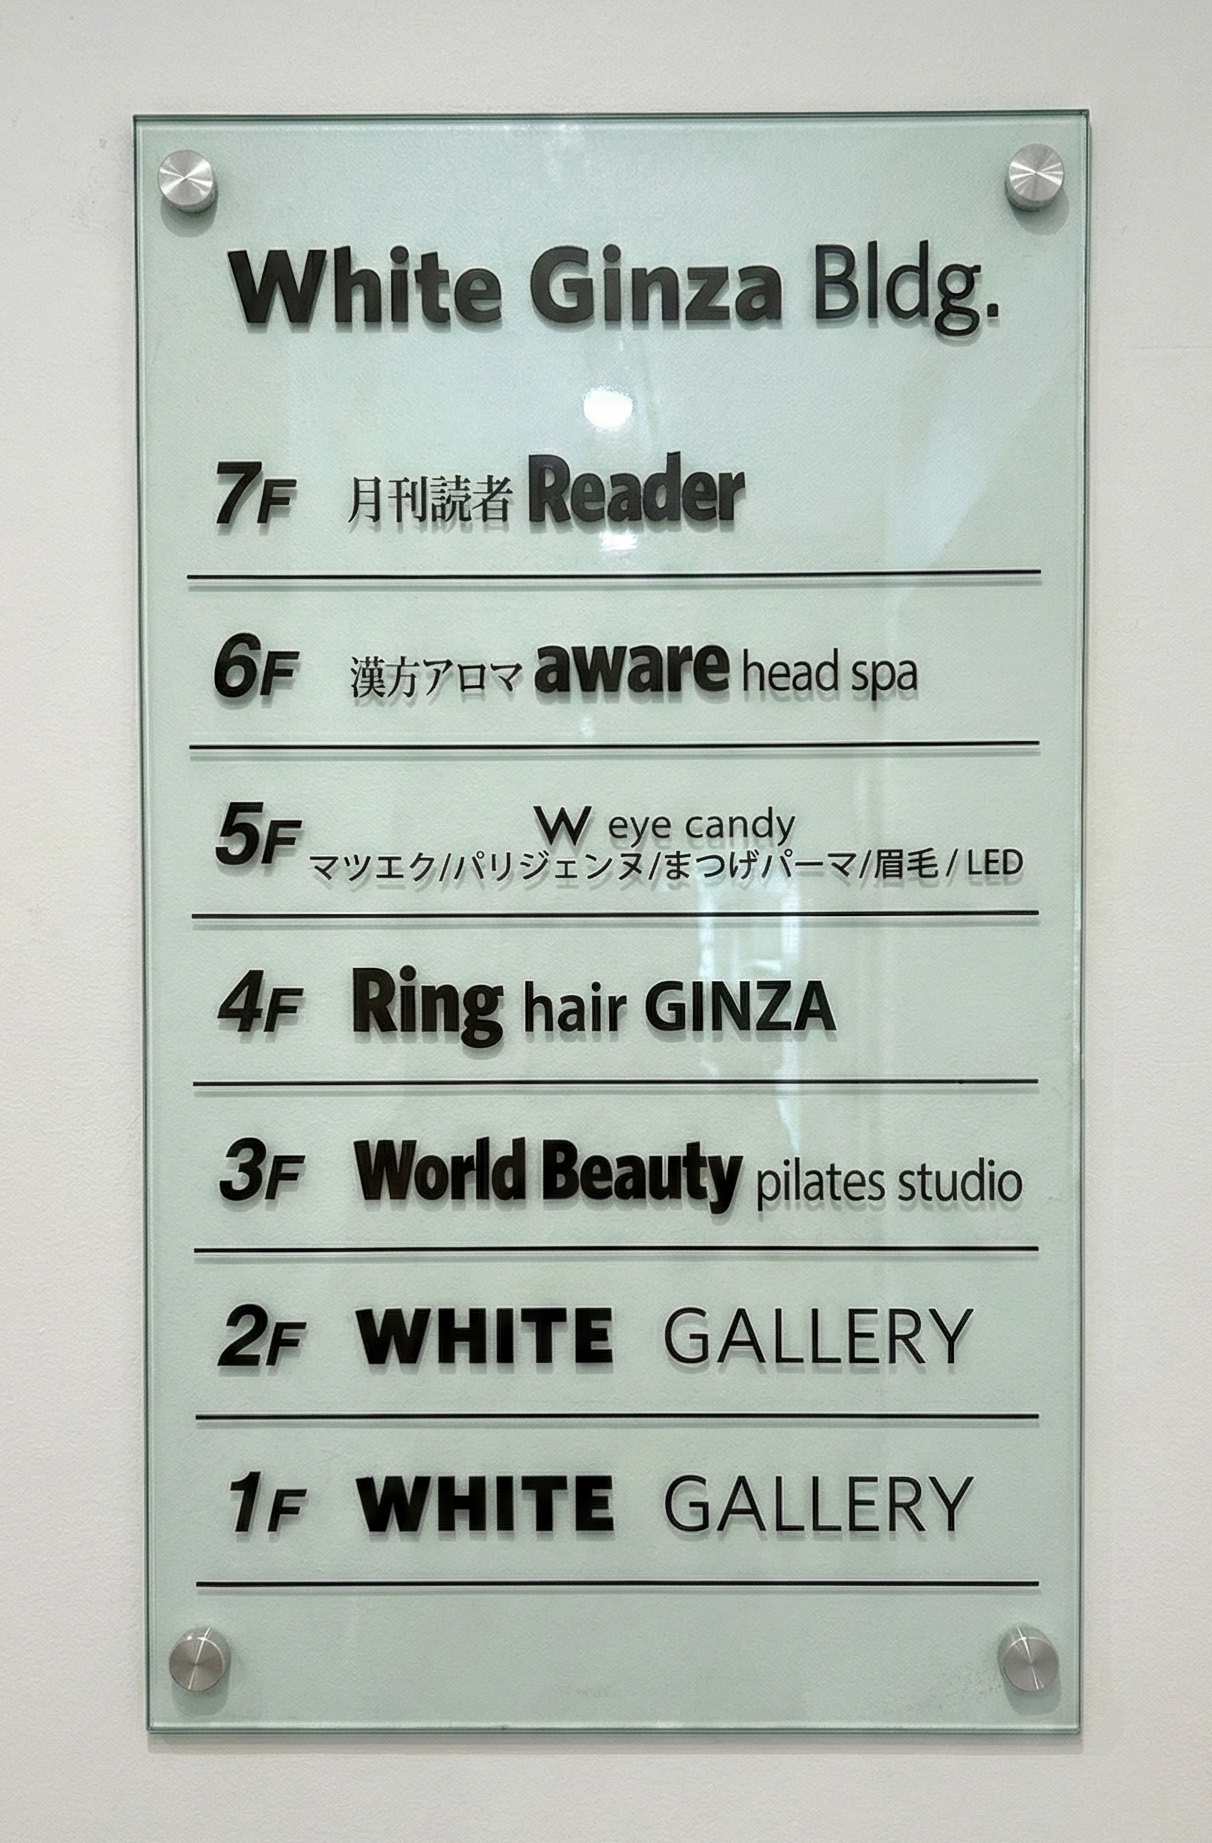 White Ginza Bldg.
7F 月刊読者 Reader
6F 漢方アロマ aware head spa
5F W eye candy
マツエク/パリジェンヌ/まつげパーマ/眉毛 / LED
4F Ring hair GINZA
3F World Beauty pilates studio
2F WHITE GALLERY
1F WHITE GALLERY